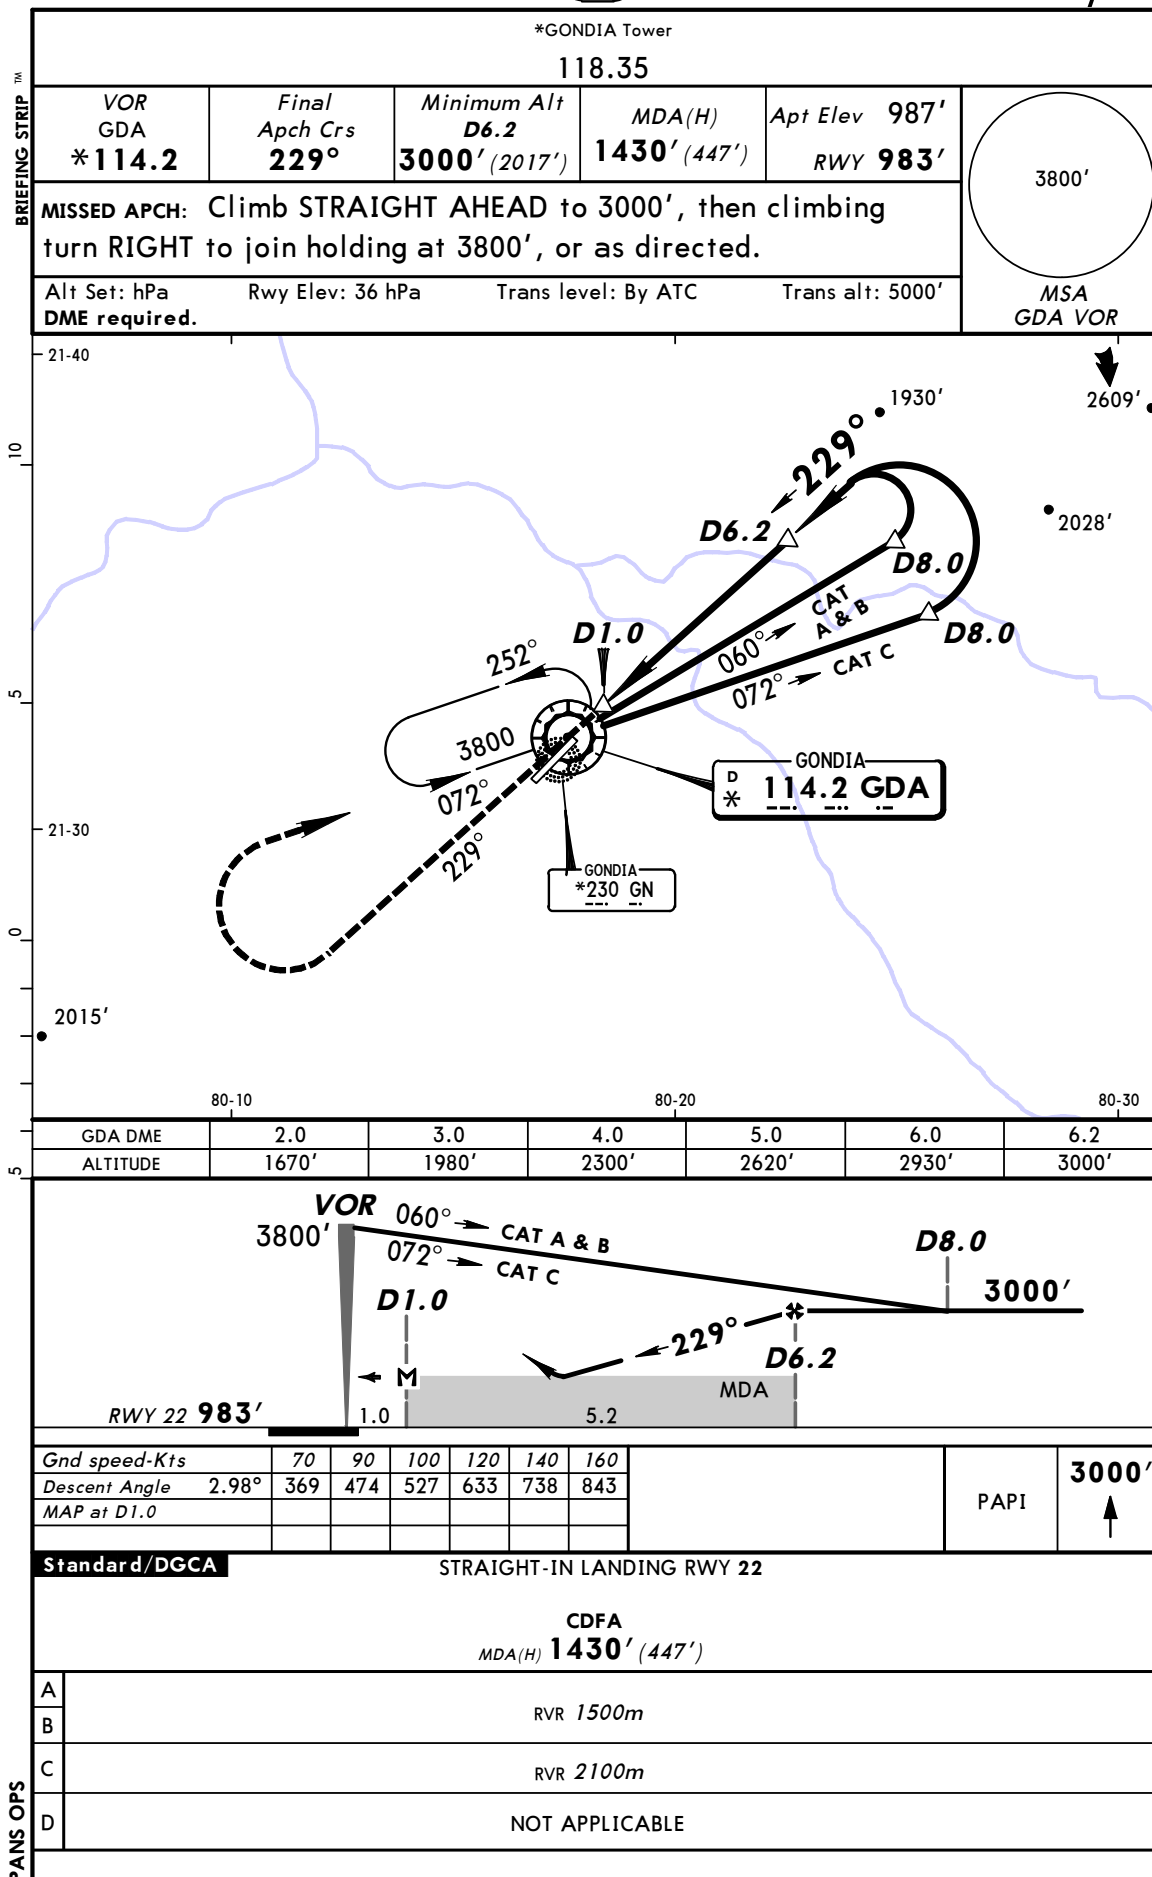 *GONDIA Tower
118.35
BRIEFING STRIP TM
VOR
GDA
*114.2
Final
Apch Crs
229°
Minimum Alt
D6.2
3000' (2017')
MDA(H)
1430' (447')
Apt Elev 987'
RWY 983'
3800'
MSA
GDA VOR
MISSED APCH: Climb STRAIGHT AHEAD to 3000', then climbing
turn RIGHT to join holding at 3800', or as directed.
Alt Set: hPa Rwy Elev: 36 hPa Trans level: By ATC Trans alt: 5000'
DME required.
21-40
2609'
1930'
229°
10
2028'
D6.2
D8.0
CAT
A & B
060°
D1.0
D8.0
252°
CAT C
072°
5
3800
GONDIA
D
* 114.2 GDA
072°
21-30
229°
GONDIA
*230 GN
0
2015'
80-10
80-20
80-30
5
GDA DME 2.0 3.0 4.0 5.0 6.0 6.2
ALTITUDE 1670' 1980' 2300' 2620' 2930' 3000'
VOR
3800'
060° CAT A & B
072° CAT C
D8.0
3000'
D1.0
229°
D6.2
M
MDA
RWY 22 983'
1.0
5.2
Gnd speed-Kts 70 90 100 120 140 160
Descent Angle 2.98° 369 474 527 633 738 843
MAP at D1.0
PAPI
3000'
Standard/DGCA
STRAIGHT-IN LANDING RWY 22
CDFA
MDA(H) 1430' (447')
A
B
RVR 1500m
C
RVR 2100m
D
NOT APPLICABLE
PANS OPS